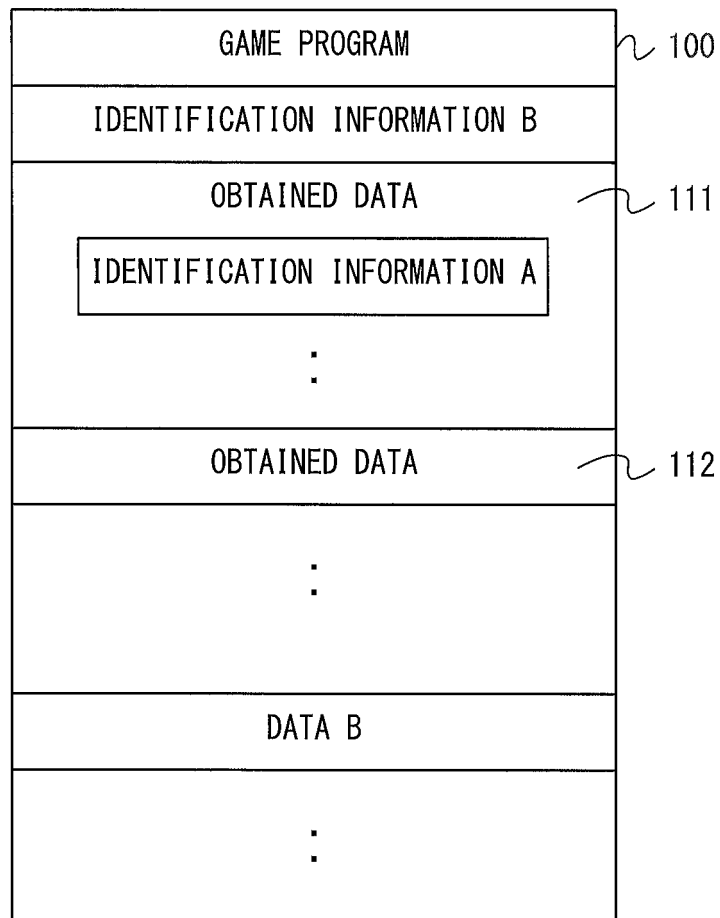 GAME PROGRAM 100
IDENTIFICATION INFORMATION B
OBTAINED DATA 111
IDENTIFICATION INFORMATION A
:
OBTAINED DATA 112
:
DATA B
: